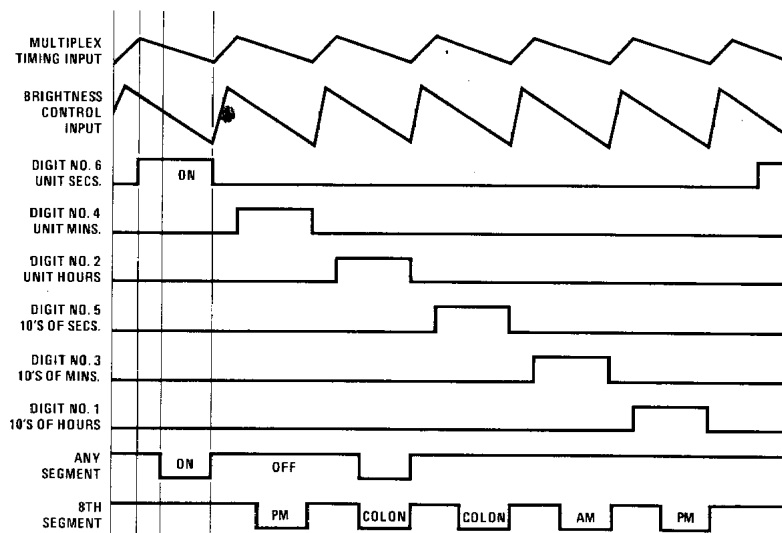 MULTIPLEX
TIMING INPUT
BRIGHTNESS
CONTROL
INPUT
DIGIT NO. 6
UNIT SECS.
ON
DIGIT NO. 4
UNIT MINS.
DIGIT NO. 2
UNIT HOURS
DIGIT NO. 5
10'S OF SECS.
DIGIT NO. 3
10'S OF MINS.
DIGIT NO. 1
10'S OF HOURS
ANY
SEGMENT
ON
OFF
8TH
SEGMENT
PM
COLON
COLON
AM
PM